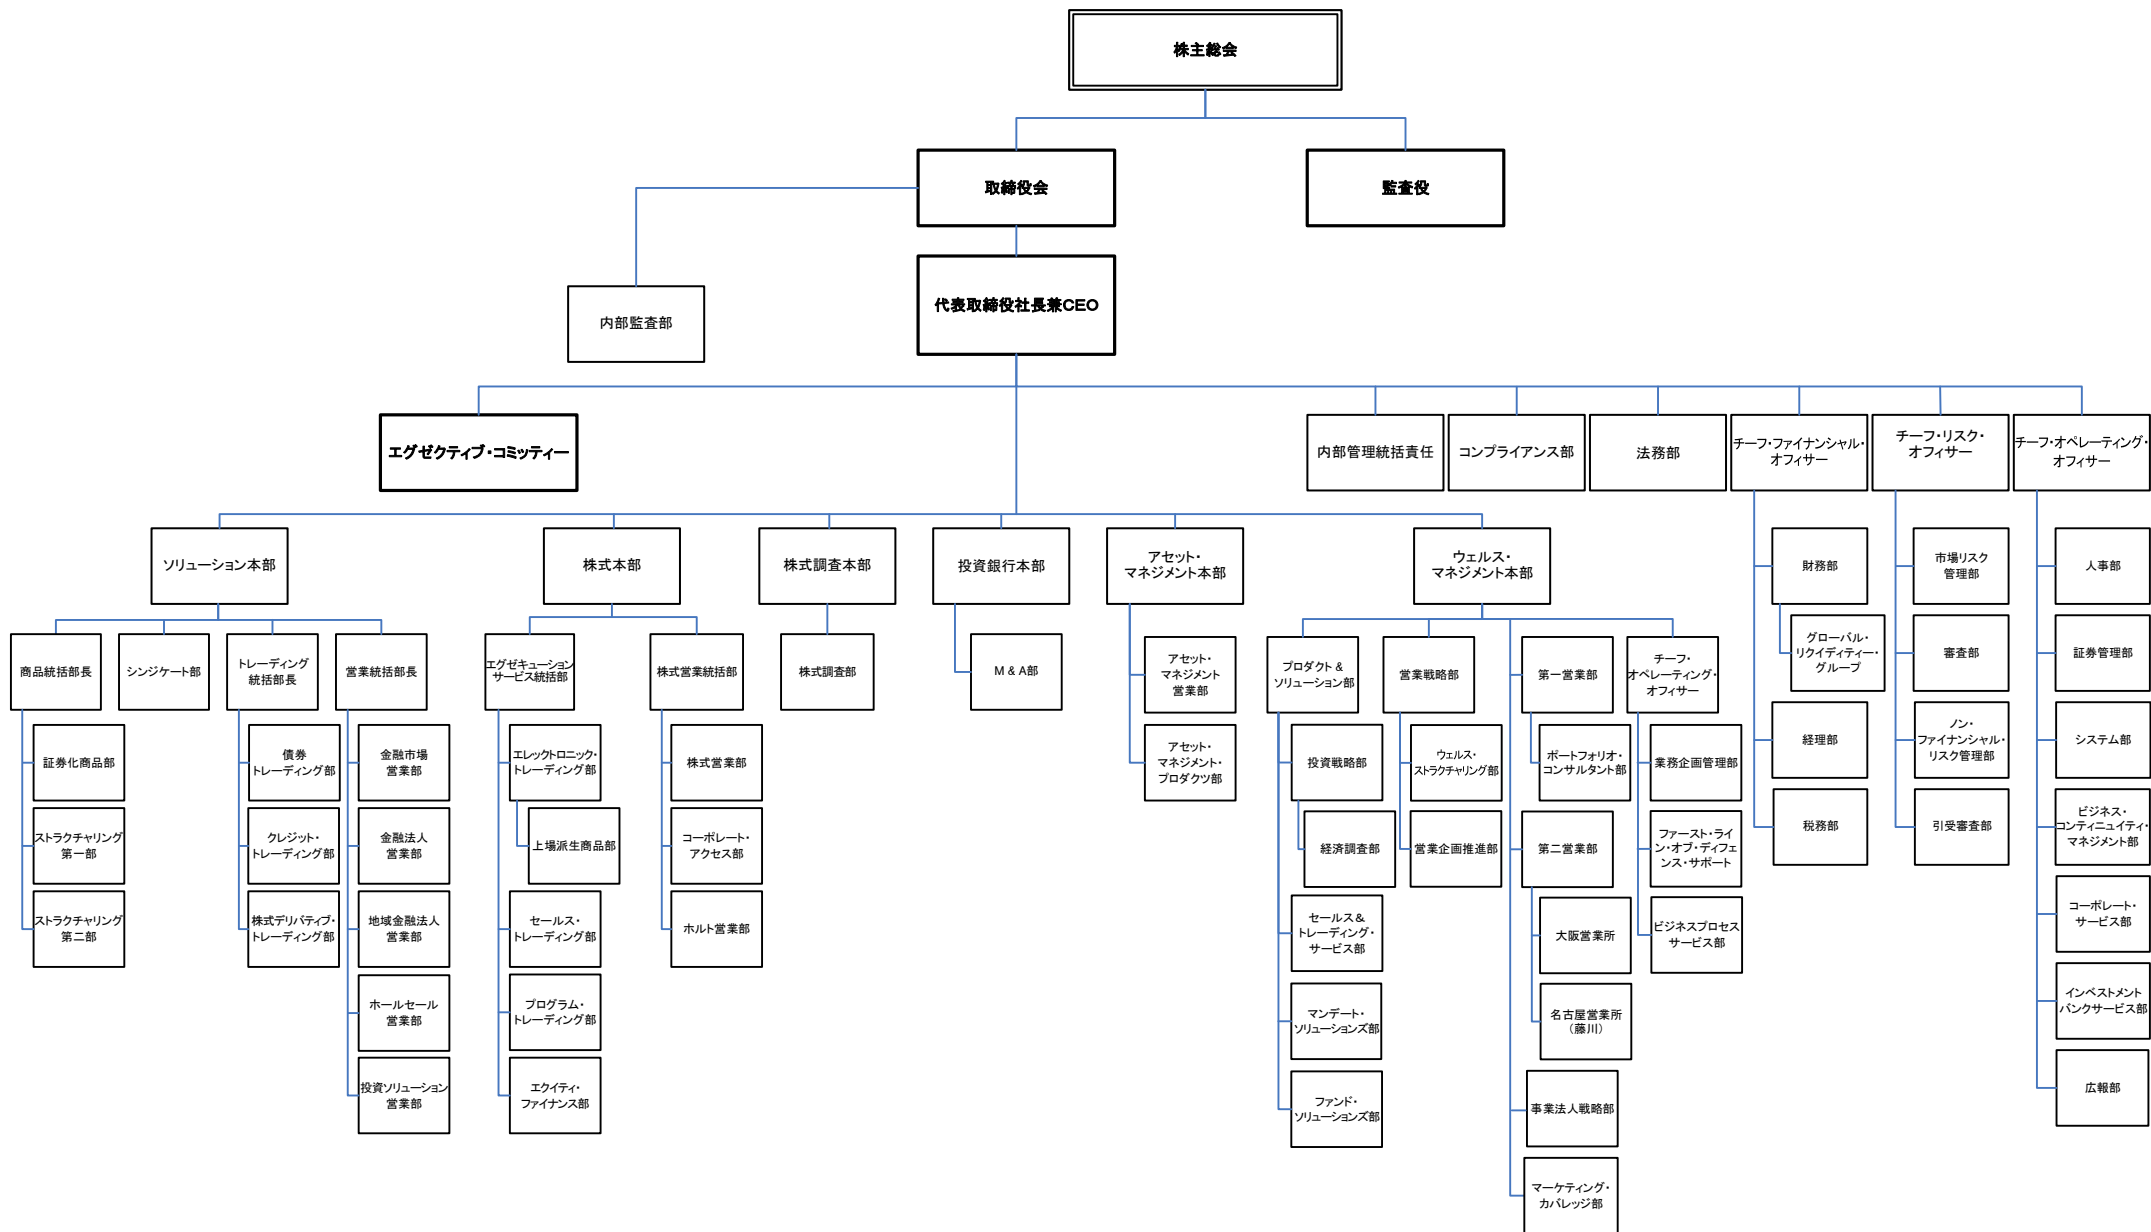 株主総会
取締役会
監査役
代表取締役社長兼CEO
内部監査部
エグゼクティブ・コミッティー
内部管理統括責任
コンプライアンス部
法務部
チーフ・ファイナンシャル・
オフィサー
チーフ・リスク・
オフィサー
チーフ・オペレーティング・
オフィサー
ソリューション本部
株式本部
株式調査本部
投資銀行本部
アセット・
マネジメント本部
ウェルス・
マネジメント本部
商品統括部長
シンジケート部
トレーディング
統括部長
営業統括部長
証券化商品部
ストラクチャリング
第一部
ストラクチャリング
第二部
債券
トレーディング部
クレジット・
トレーディング部
株式デリバティブ・
トレーディング部
金融市場
営業部
金融法人
営業部
地域金融法人
営業部
ホールセール
営業部
投資ソリューション
営業部
エグゼキューション
サービス統括部
株式営業統括部
エレックトロニック・
トレーディング部
上場派生商品部
セールス・
トレーディング部
プログラム・
トレーディング部
エクイティ・
ファイナンス部
株式営業部
コーポレート・
アクセス部
ホルト営業部
株式調査部
M & A部
アセット・
マネジメント
営業部
アセット・
マネジメント・
プロダクツ部
プロダクト &
ソリューション部
営業戦略部
第一営業部
チーフ・
オペレーティング・
オフィサー
投資戦略部
経済調査部
セールス&
トレーディング・
サービス部
マンデート・
ソリューションズ部
ファンド・
ソリューションズ部
ウェルス・
ストラクチャリング部
営業企画推進部
ポートフォリオ・
コンサルタント部
第二営業部
大阪営業所
名古屋営業所
(藤川)
事業法人戦略部
マーケティング・
カバレッジ部
業務企画管理部
ファースト・ライ
ン・オブ・ディフェ
ンス・サポート
ビジネスプロセス
サービス部
財務部
グローバル・
リクイディティー・
グループ
経理部
税務部
市場リスク
管理部
審査部
ノン・
ファイナンシャル・
リスク管理部
引受審査部
人事部
証券管理部
システム部
ビジネス・
コンティニュイティ・
マネジメント部
コーポレート・
サービス部
インベストメント
バンクサービス部
広報部